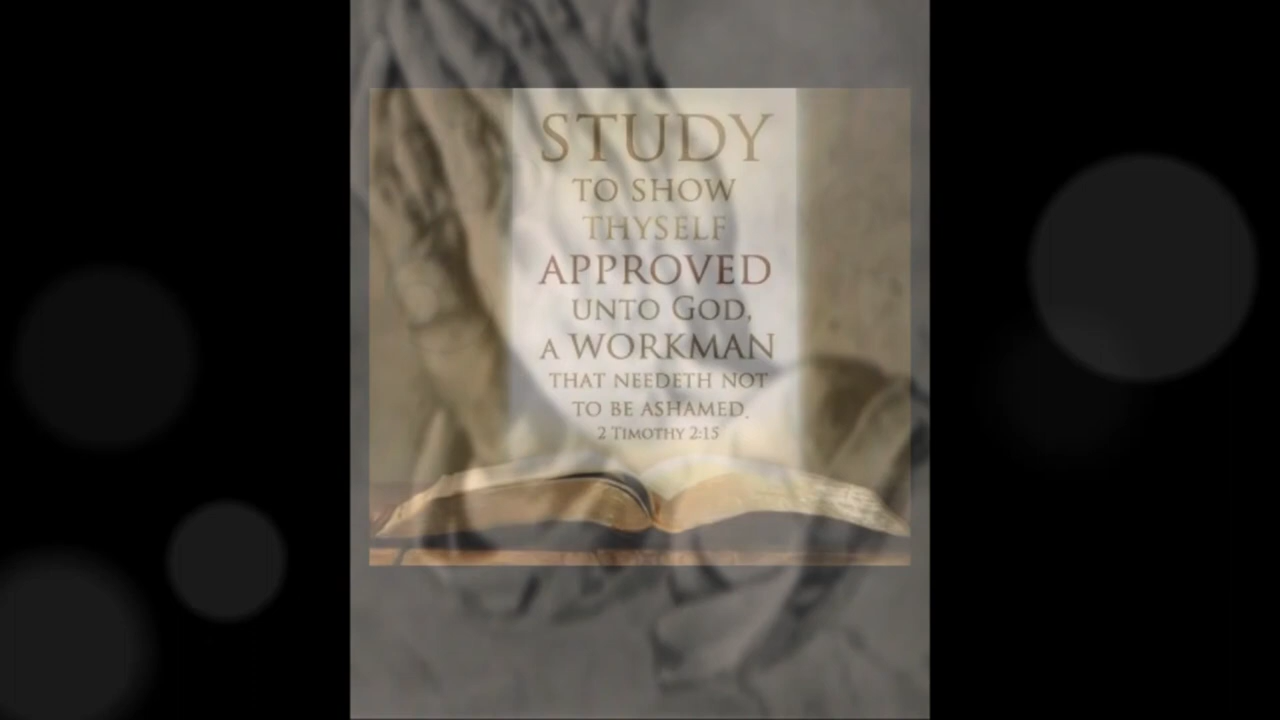 STUDY
TO SHOW
THYSELF
APPROVED
UNTO GOD,
A WORKMAN
THAT NEEDETH NOT
TO BE ASHAMED.
2 TIMOTHY 2:15